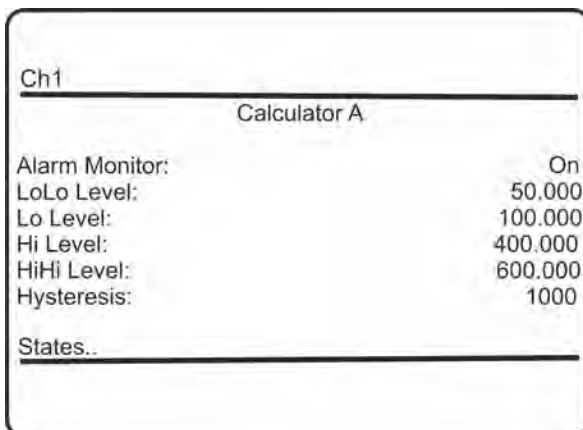 Ch1
Calculator A
Alarm Monitor: On
LoLo Level: 50.000
Lo Level: 100.000
Hi Level: 400.000
HiHi Level: 600.000
Hysteresis: 1000
States..